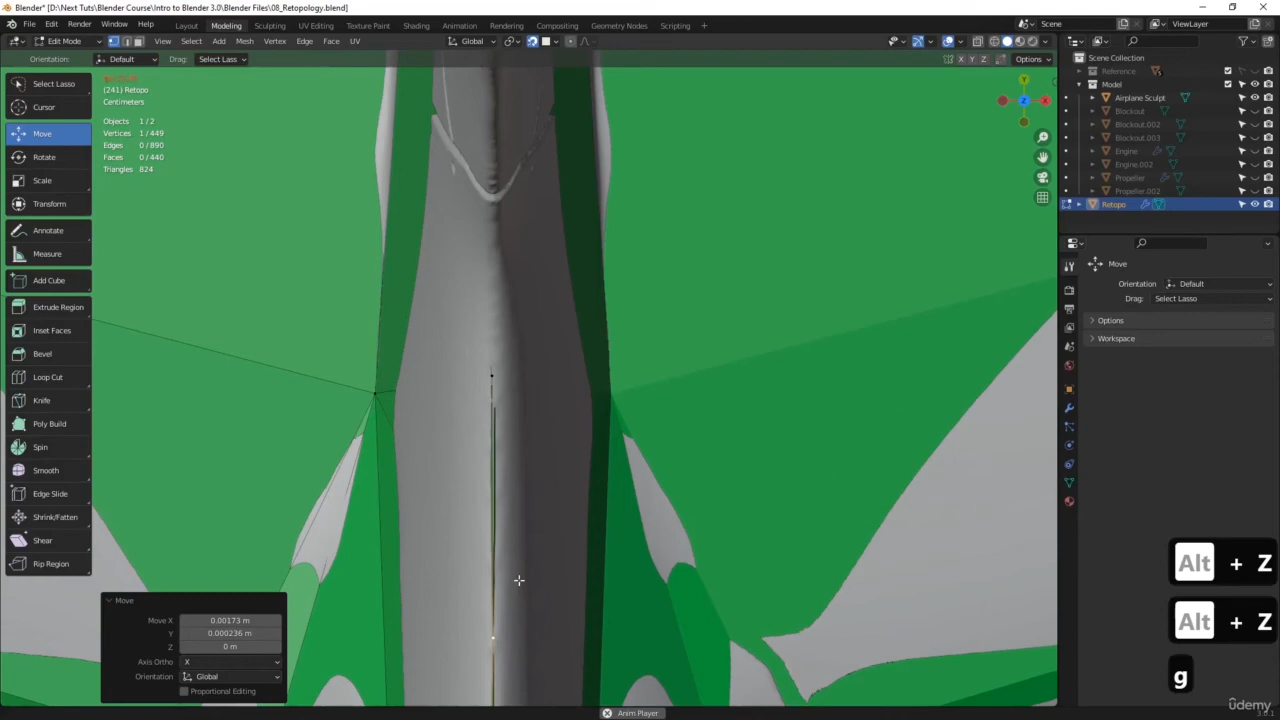 Blender* [D:\Next Tuts\Blender Course\Intro to Blender 3.0\Blender Files\08_Retopology.blend]
File Edit Render Window Help Layout Modeling Sculpting UV Editing Texture Paint Shading Animation Rendering Compositing Geometry Nodes Scripting + Scene ViewLayer
Edit Mode View Select Add Mesh Vertex Edge Face UV Global
Orientations: Default Drag: Select Lasso X Y Z Options
Select Lasso
Cursor
Move
Rotate
Scale
Transform
Annotate
Measure
Add Cube
Extrude Region
Inset Faces
Bevel
Loop Cut
Knife
Poly Build
Spin
Smooth
Edge Slide
Shrink/Fatten
Shear
Rip Region
(241) Retopo
Centimeters
Objects 1/2
Vertices 1/449
Edges 0/890
Faces 0/440
Triangles 824
Y
Z
X
Scene Collection
Reference
Model
Airplane Sculpt
Blockout
Blockout.002
Blockout.003
Engine
Engine.002
Propeller
Propeller.002
Retopo
Move
Orientation Default
Drag: Select Lasso
Options
Workspace
Move
Move X 0.00173 m
Y 0.000236 m
Z 0 m
Axis Ortho X
Orientation Global
Proportional Editing
Alt + Z
Alt + Z
g
Anim Player
ûdemy